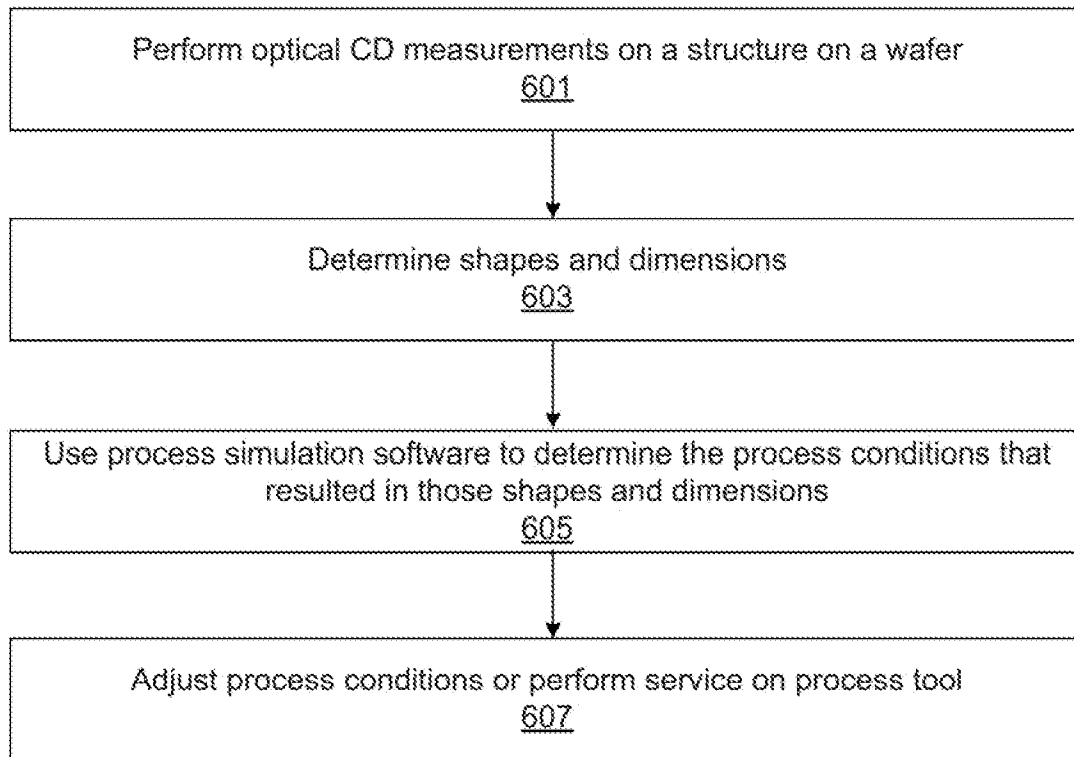 Perform optical CD measurements on a structure on a wafer
601
Determine shapes and dimensions
603
Use process simulation software to determine the process conditions that
resulted in those shapes and dimensions
605
Adjust process conditions or perform service on process tool
607